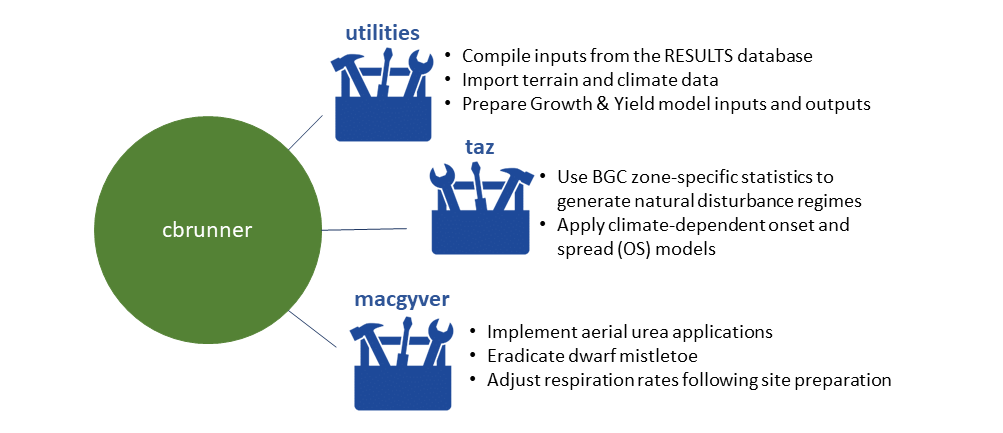 utilities
• Compile inputs from the RESULTS database
• Import terrain and climate data
• Prepare Growth & Yield model inputs and outputs
taz
• Use BGC zone-specific statistics to
generate natural disturbance regimes
• Apply climate-dependent onset and
spread (OS) models
cbrunner
macgyver
• Implement aerial urea applications
• Eradicate dwarf mistletoe
• Adjust respiration rates following site preparation